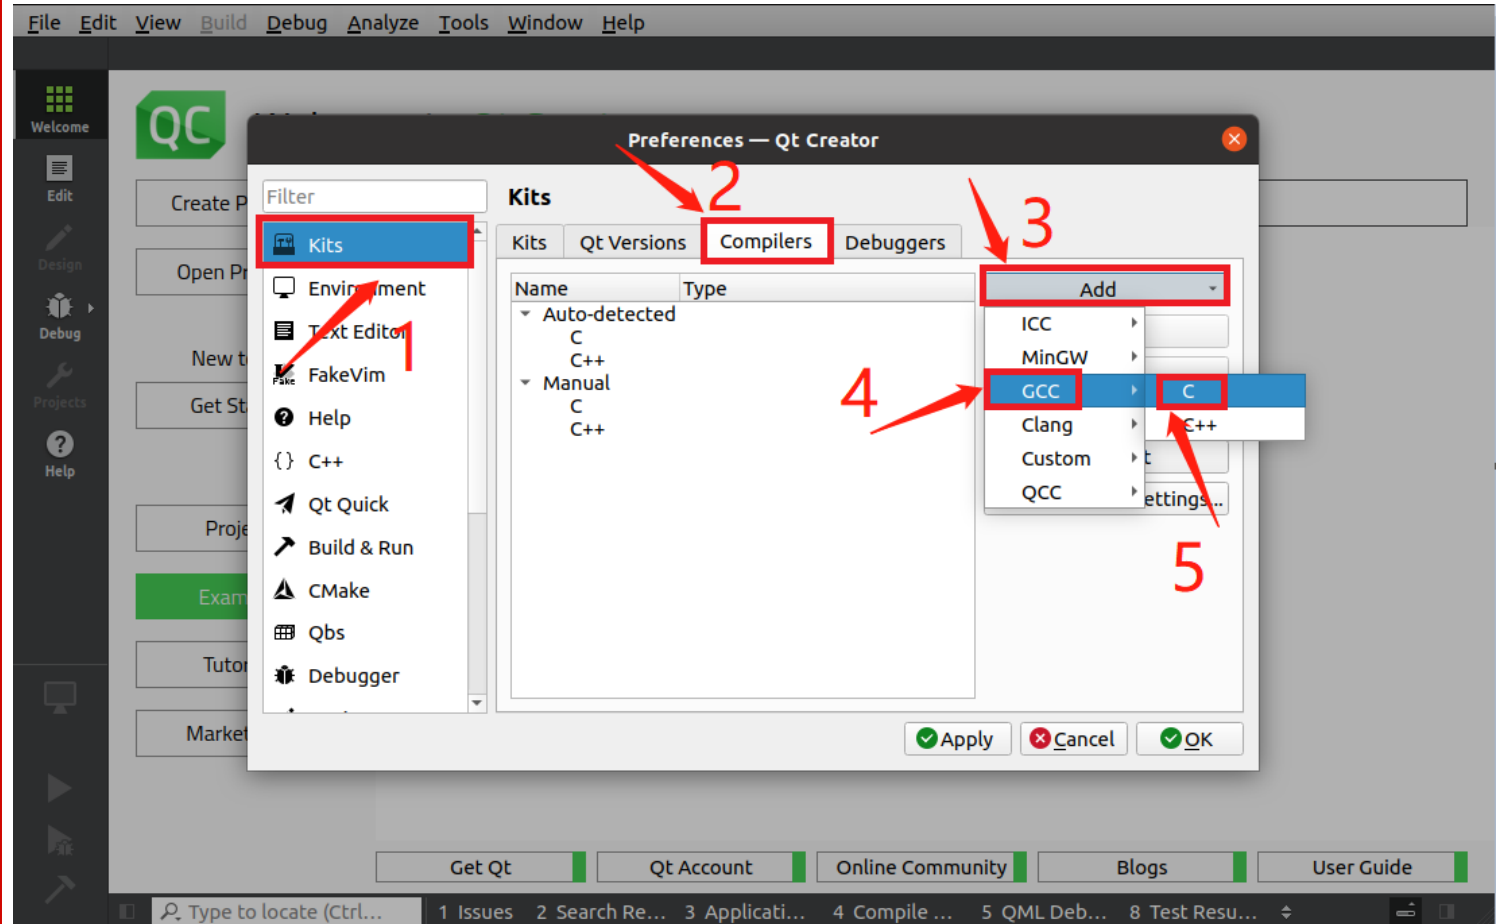 File Edit View Build Debug Analyze Tools Window Help
Welcome
Edit
Design
Debug
Projects
Help
QC
Create P
Open Pr
New t
Get St
Proje
Exam
Tutor
Market
Preferences — Qt Creator
Filter
Kits
Environment
Text Editor
FakeVim
Help
C++
Qt Quick
Build & Run
CMake
Qbs
Debugger
Kits
Kits Qt Versions Compilers Debuggers
Name Type
Auto-detected
C
C++
Manual
C
C++
Add
ICC
MinGW
GCC
Clang
Custom
QCC
C
C++
t
ettings...
1
2
3
4
5
Apply Cancel OK
Get Qt Qt Account Online Community Blogs User Guide
Type to locate (Ctrl... 1 Issues 2 Search Re... 3 Applicati... 4 Compile ... 5 QML Deb... 8 Test Resu...